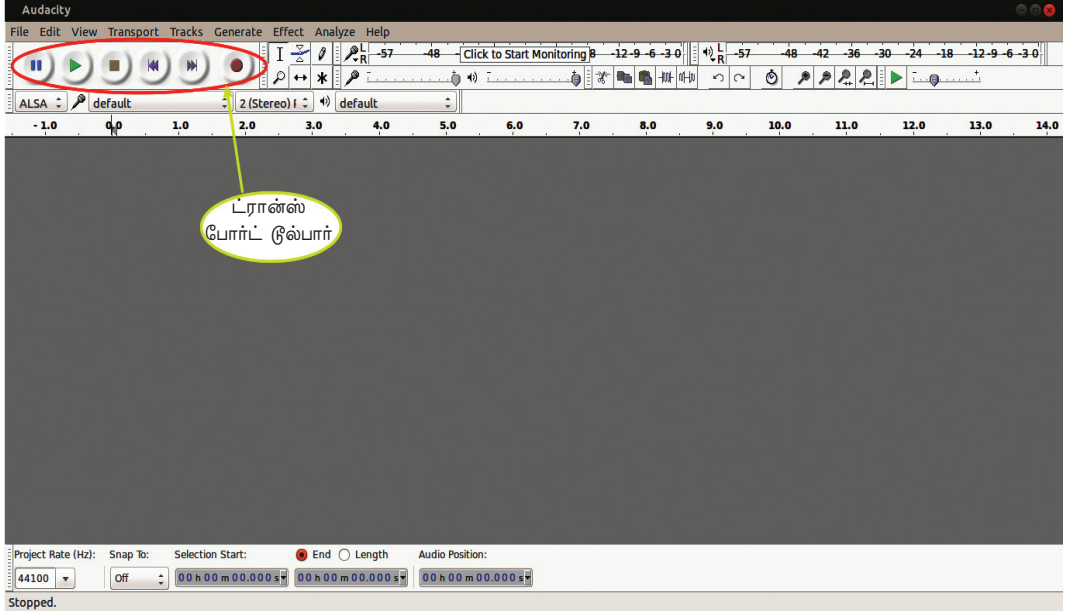 Audacity
File Edit View Transport Tracks Generate Effect Analyze Help
L R -57 -48 - Click to Start Monitoring 8 -12 -9 -6 -3 0 L R -57 -48 -42 -36 -30 -24 -18 -12 -9 -6 -3 0
ALSA default 2 (Stereo) default
- 1.0 0.0 1.0 2.0 3.0 4.0 5.0 6.0 7.0 8.0 9.0 10.0 11.0 12.0 13.0 14.0
ட்ரான்ஸ்
போர்ட் டூல்பார்
Project Rate (Hz): Snap To: Selection Start: End Length Audio Position:
44100 Off 00 h 00 m 00.000 s 00 h 00 m 00.000 s 00 h 00 m 00.000 s
Stopped.